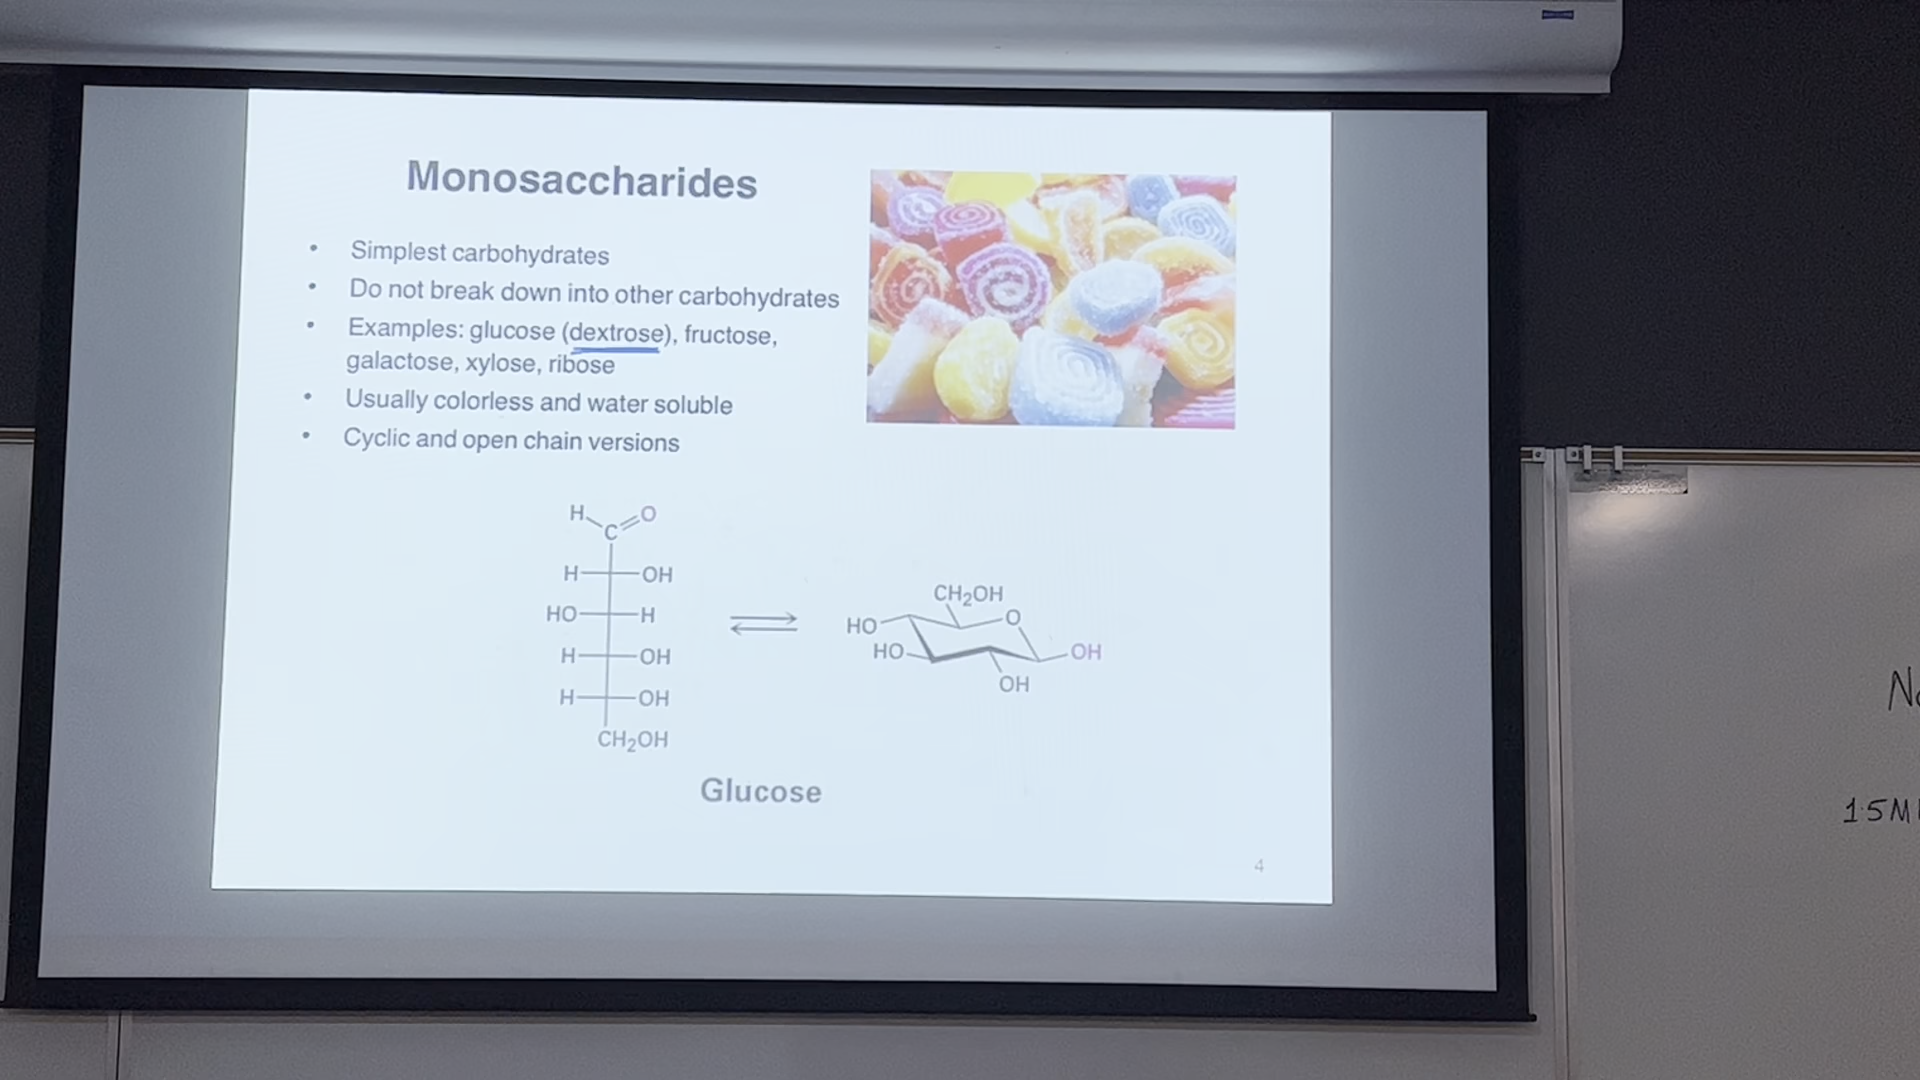 Monosaccharides
• Simplest carbohydrates
• Do not break down into other carbohydrates
• Examples: glucose (dextrose), fructose,
galactose, xylose, ribose
• Usually colorless and water soluble
• Cyclic and open chain versions
H O
C
H OH
HO H
H OH
H OH
CH₂OH
CH₂OH
O
HO
HO
OH
OH
Glucose
4
1.5M